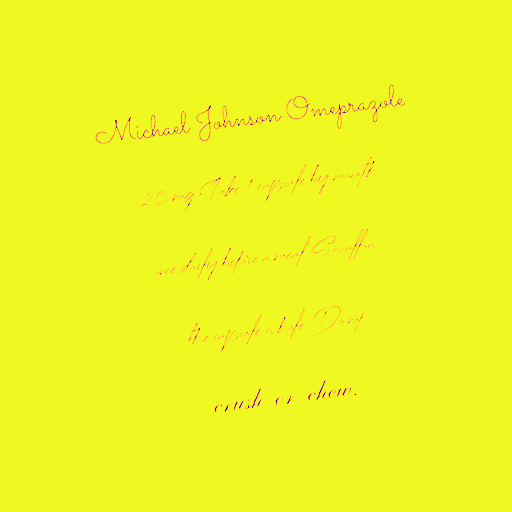 Michael Johnson Omeprazole
20 mg Take 1 capsule by mouth
once daily before a meal Swallow
the capsule whole Do not
crush or chew.